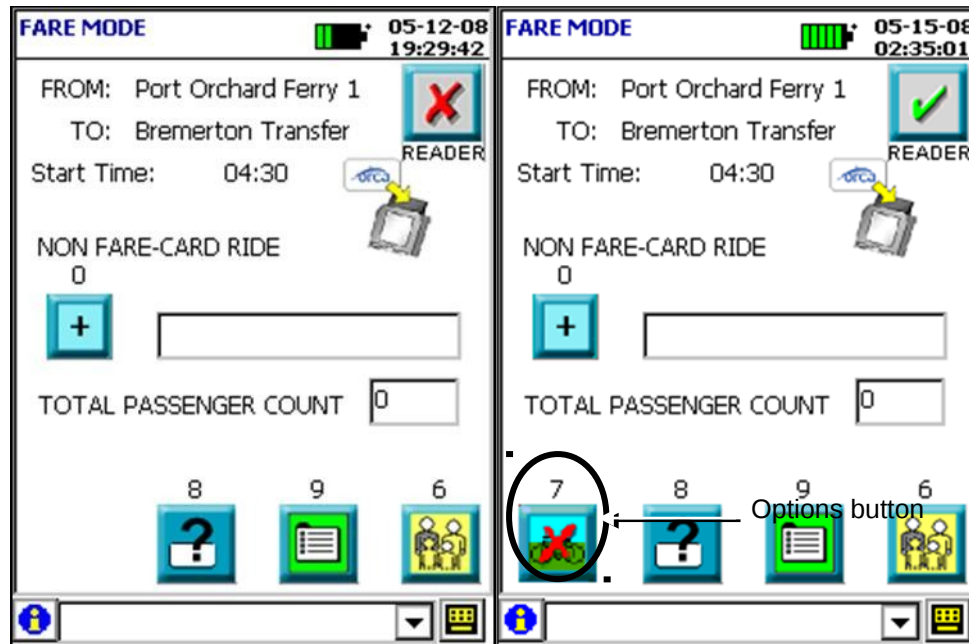 FARE MODE
05-12-08
19:29:42
FROM: Port Orchard Ferry 1
TO: Bremerton Transfer
READER
Start Time: 04:30
orca
NON FARE-CARD RIDE
0
+
TOTAL PASSENGER COUNT 0
8 9 6
?
FARE MODE
05-15-08
02:35:01
FROM: Port Orchard Ferry 1
TO: Bremerton Transfer
READER
Start Time: 04:30
orca
NON FARE-CARD RIDE
0
+
TOTAL PASSENGER COUNT 0
7 8 9 6
Options button
?